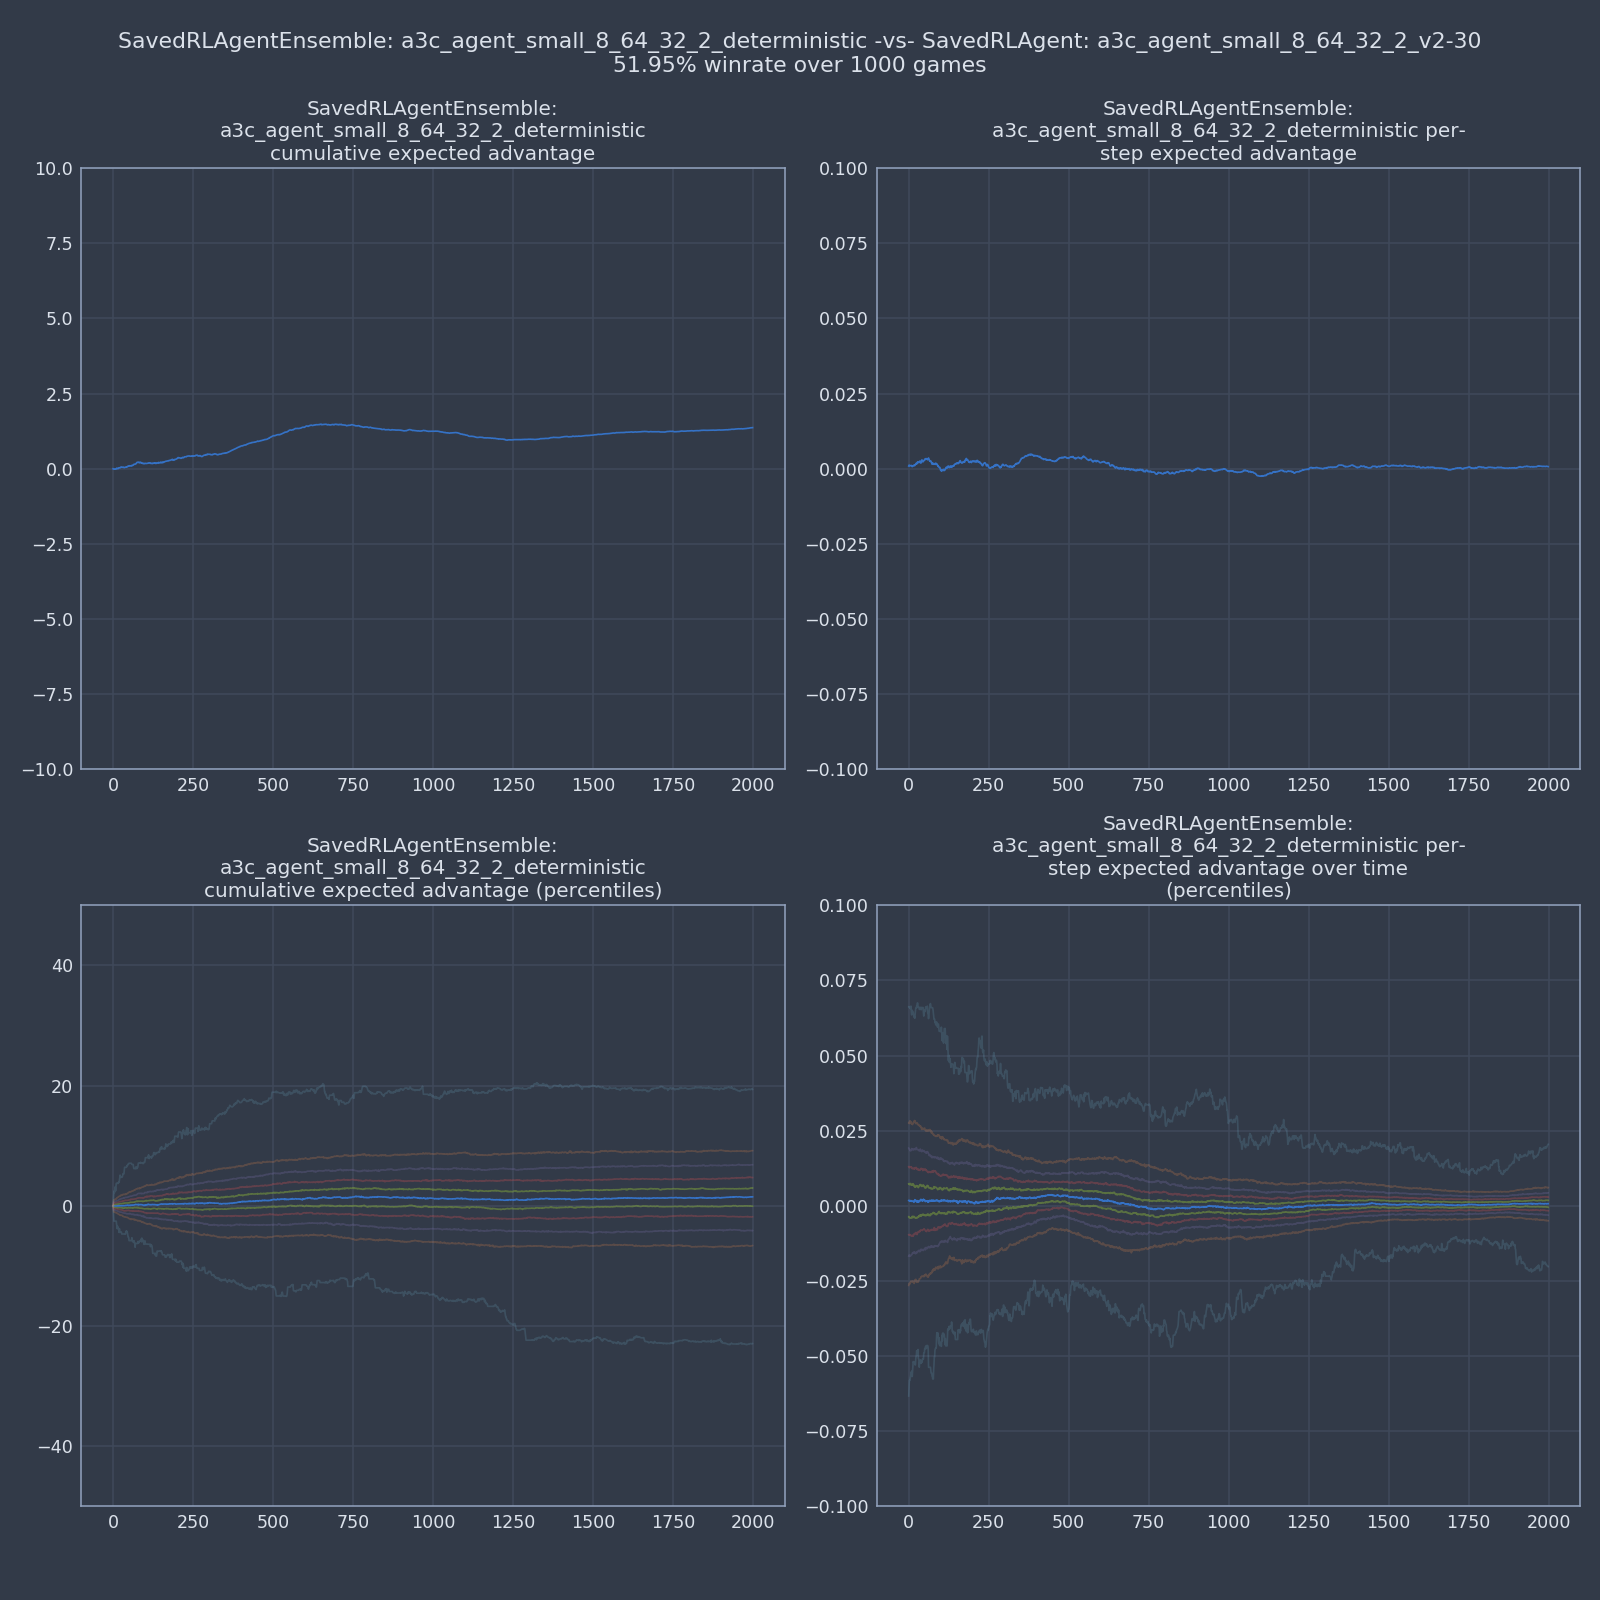 SavedRLAgentEnsemble: a3c_agent_small_8_64_32_2_deterministic -vs- SavedRLAgent: a3c_agent_small_8_64_32_2_v2-30
51.95% winrate over 1000 games
SavedRLAgentEnsemble:
a3c_agent_small_8_64_32_2_deterministic
cumulative expected advantage
10.0
7.5
5.0
2.5
0.0
−2.5
−5.0
−7.5
−10.0
0 250 500 750 1000 1250 1500 1750 2000
SavedRLAgentEnsemble:
a3c_agent_small_8_64_32_2_deterministic per-
step expected advantage
0.100
0.075
0.050
0.025
0.000
−0.025
−0.050
−0.075
−0.100
0 250 500 750 1000 1250 1500 1750 2000
SavedRLAgentEnsemble:
a3c_agent_small_8_64_32_2_deterministic
cumulative expected advantage (percentiles)
40
20
0
−20
−40
0 250 500 750 1000 1250 1500 1750 2000
SavedRLAgentEnsemble:
a3c_agent_small_8_64_32_2_deterministic per-
step expected advantage over time
(percentiles)
0.100
0.075
0.050
0.025
0.000
−0.025
−0.050
−0.075
−0.100
0 250 500 750 1000 1250 1500 1750 2000